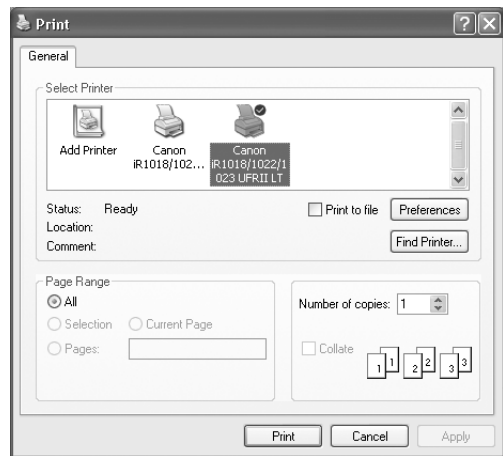 Print
General
Select Printer
Add Printer
Canon
iR1018/102...
Canon
iR1018/1022/1
023 UFRII LT
Status: Ready
Location:
Comment:
Print to file
Preferences
Find Printer...
Page Range
All
Selection
Current Page
Pages:
Number of copies: 1
Collate
1 1 2 2 3 3
Print
Cancel
Apply